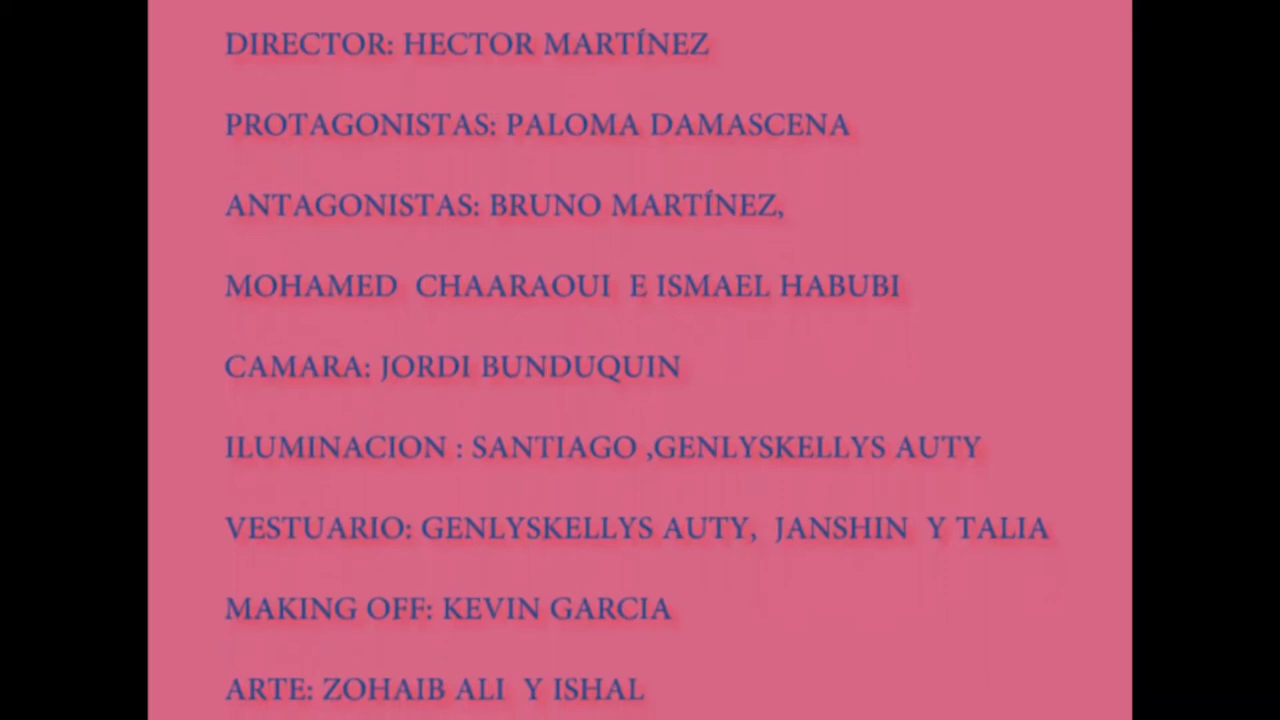 DIRECTOR: HECTOR MARTÍNEZ
PROTAGONISTAS: PALOMA DAMASCENA
ANTAGONISTAS: BRUNO MARTÍNEZ,
MOHAMED CHAARAOUI E ISMAEL HABUBI
CAMARA: JORDI BUNDUQUIN
ILUMINACION : SANTIAGO ,GENLYSKELLYS AUTY
VESTUARIO: GENLYSKELLYS AUTY, JANSHIN Y TALIA
MAKING OFF: KEVIN GARCIA
ARTE: ZOHAIB ALI Y ISHAL